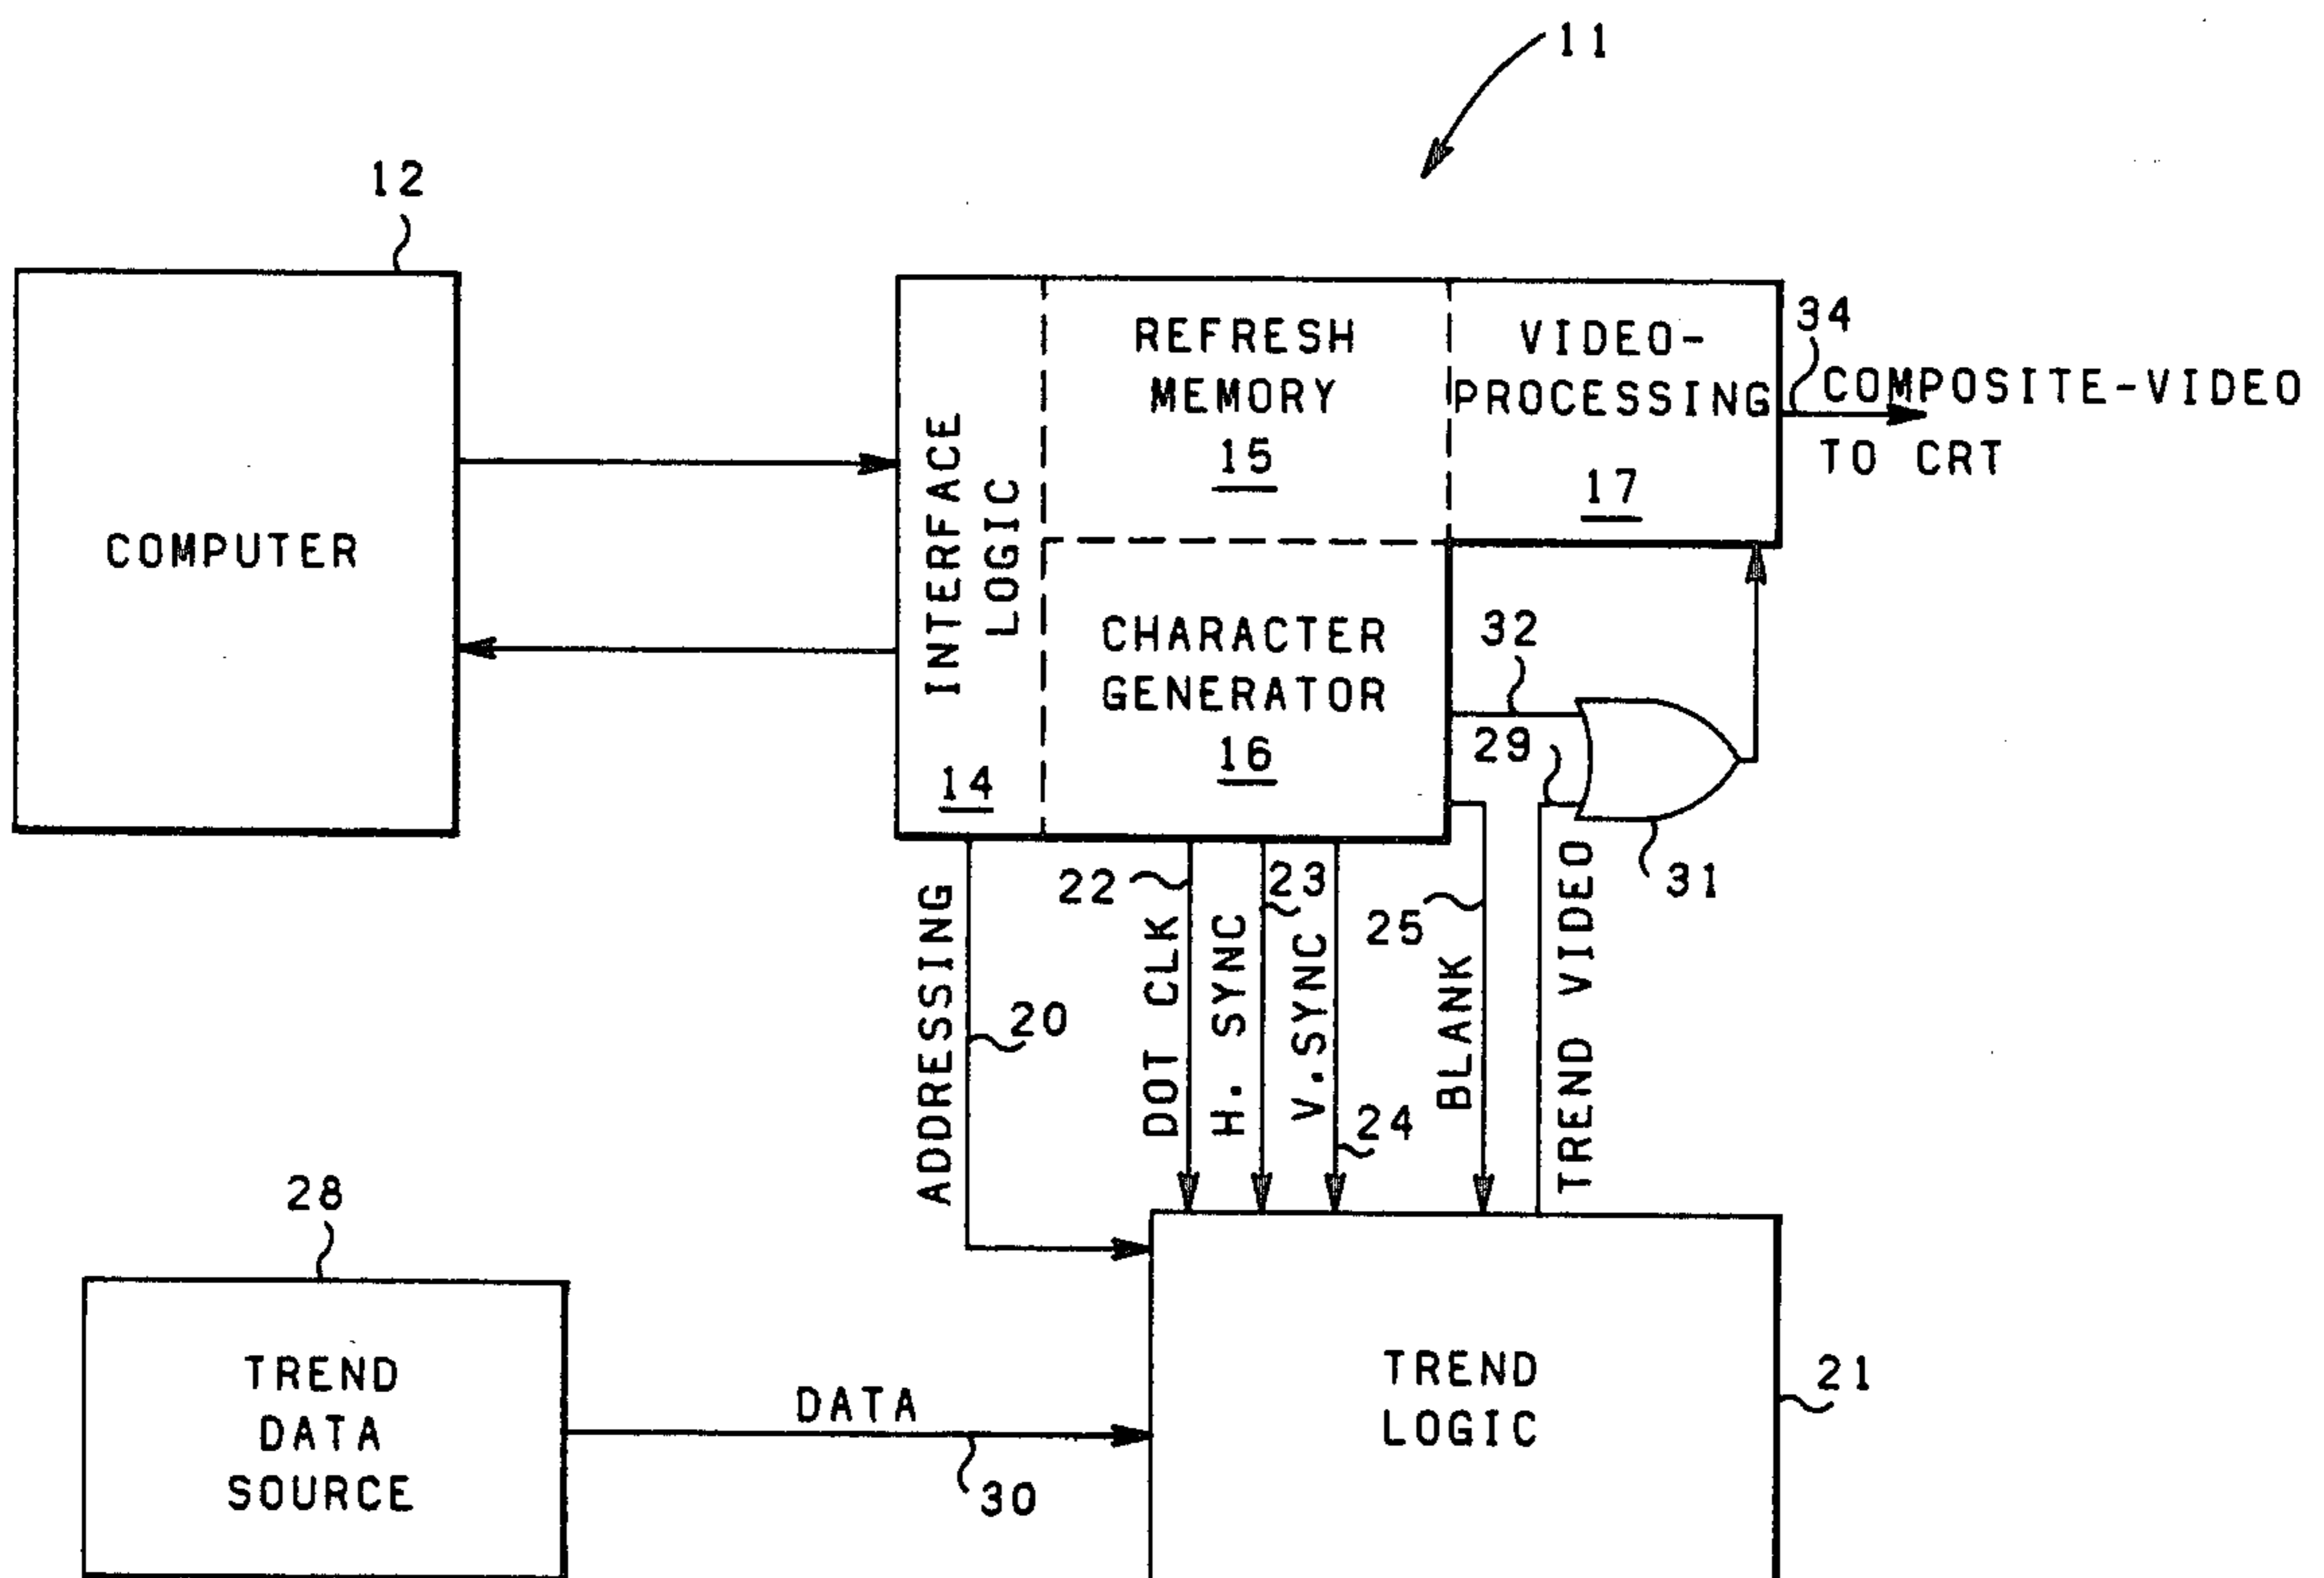 11
12
COMPUTER
INTERFACE
LOGIC
14
REFRESH
MEMORY
15
VIDEO-
PROCESSING
17
34
COMPOSITE-VIDEO
TO CRT
CHARACTER
GENERATOR
16
32
29
31
ADDRESSING
20
22
DOT CLK
23
H. SYNC
V.SYNC
24
25
BLANK
TREND VIDEO
28
TREND
DATA
SOURCE
DATA
30
TREND
LOGIC
21